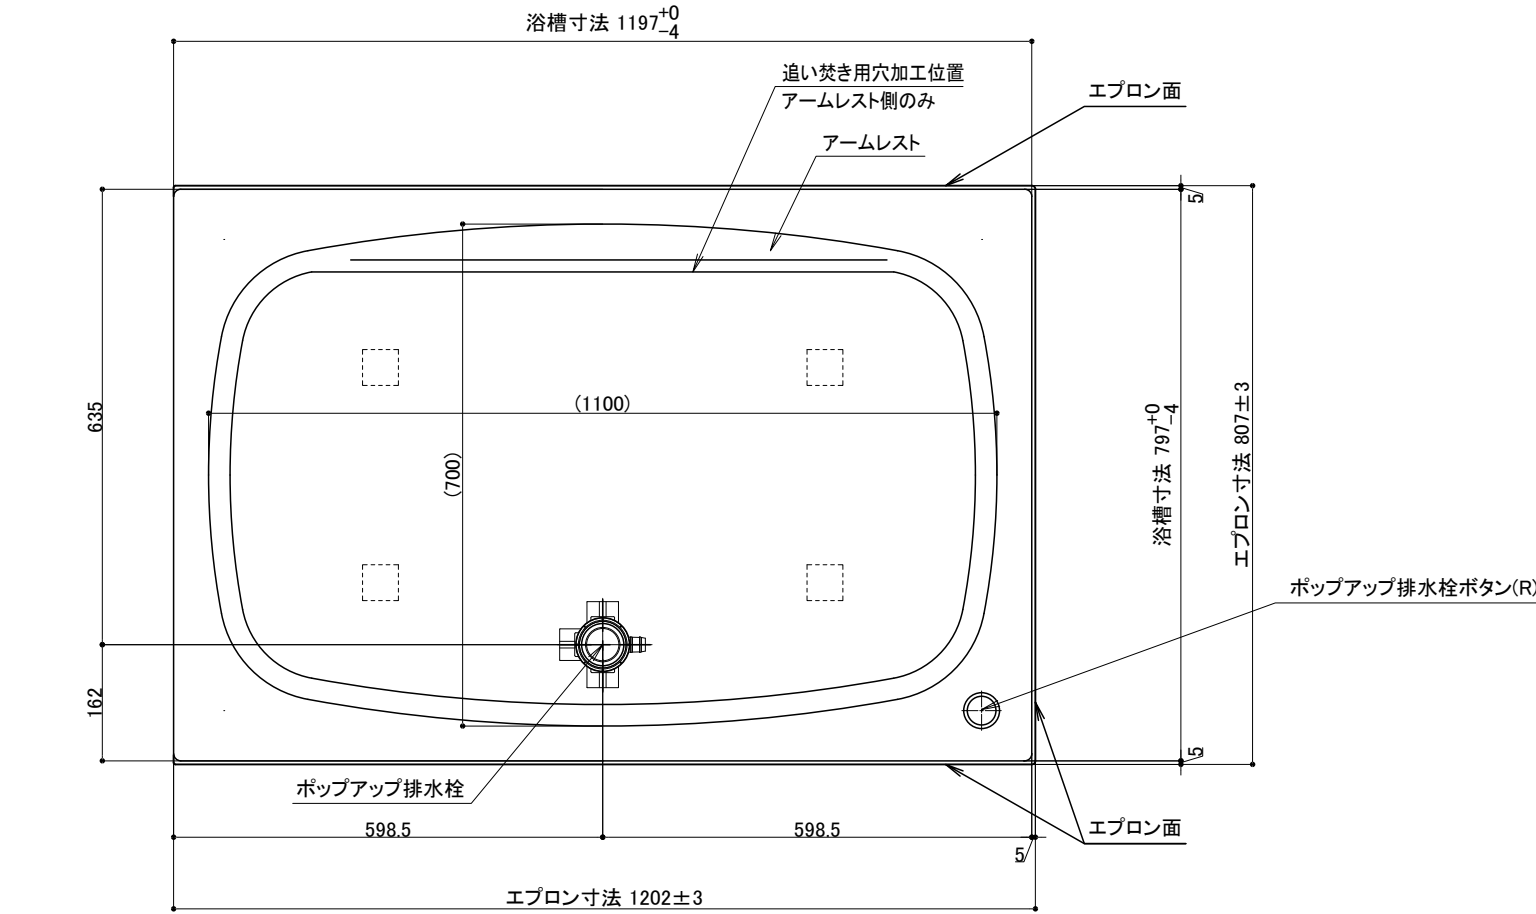 浴槽寸法 1197+0-4
追い焚き用穴加工位置
アームレスト側のみ
エプロン面
アームレスト
5
635
(1100)
(700)
浴槽寸法 797+0-4
エプロン寸法 807±3
ポップアップ排水栓ボタン(R)
162
5
ポップアップ排水栓
598.5
598.5
エプロン面
5
エプロン寸法 1202±3